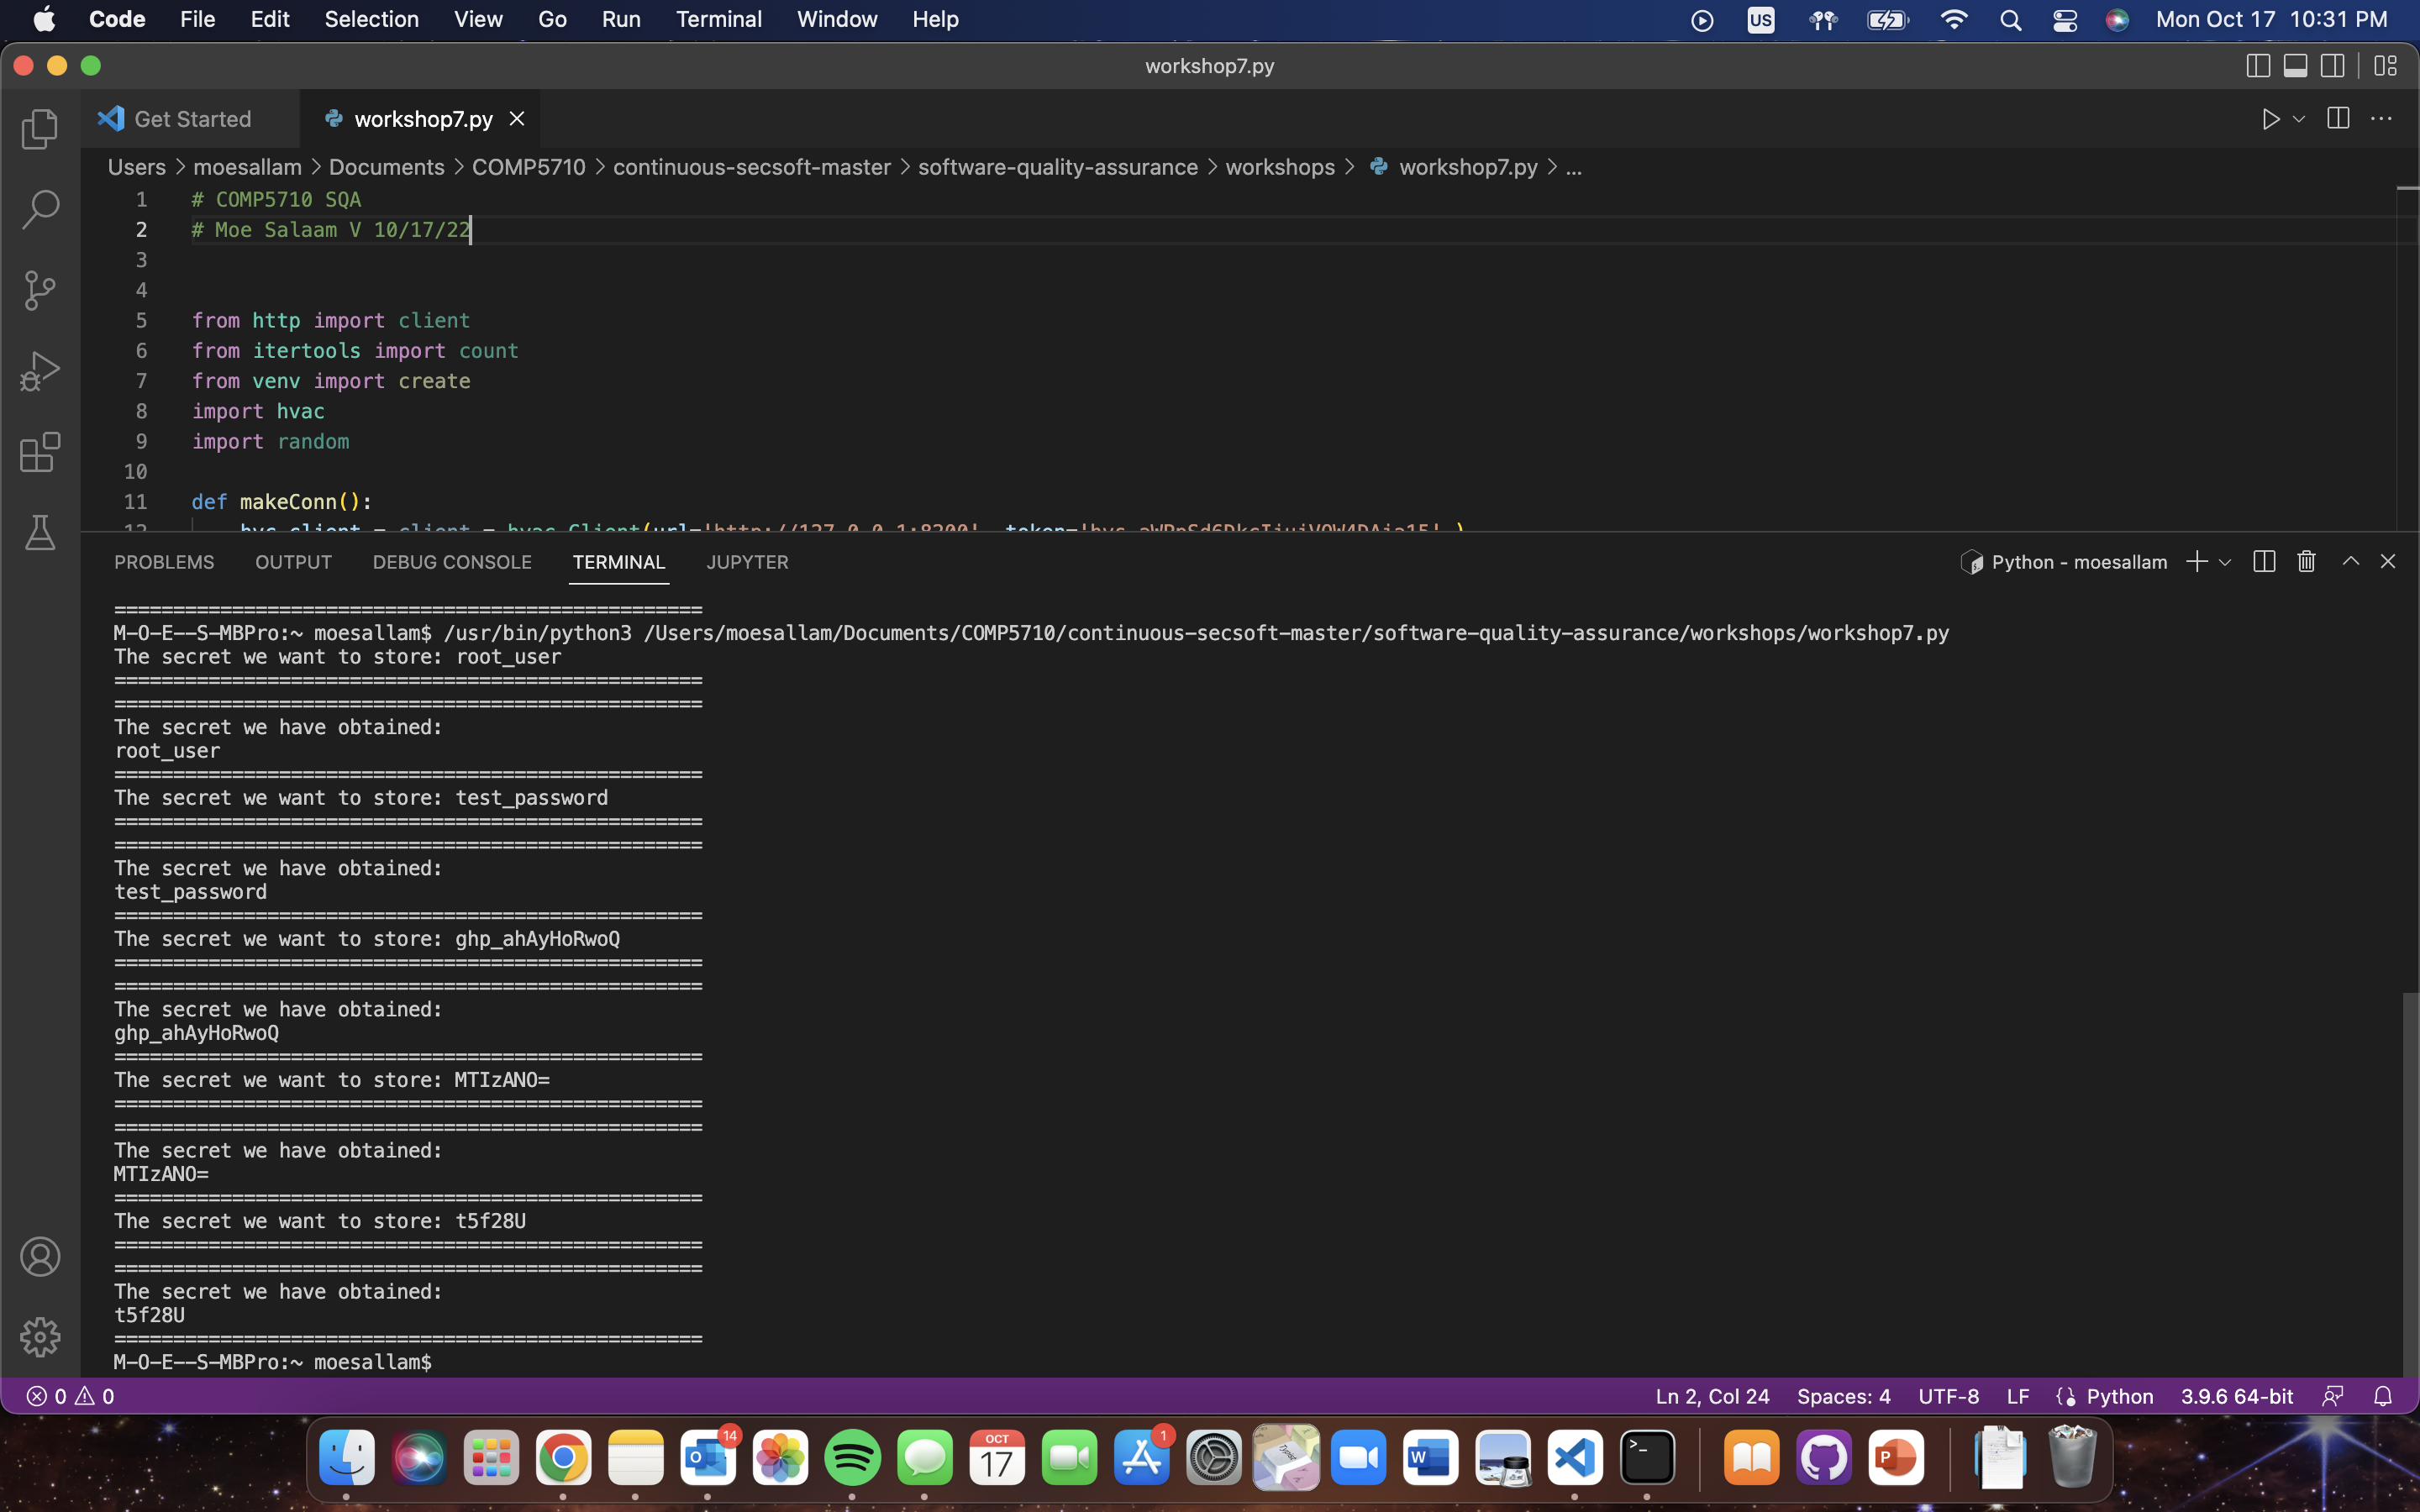 Code File Edit Selection View Go Run Terminal Window Help US Mon Oct 17 10:31 PM
workshop7.py
Get Started workshop7.py
Users > moesallam > Documents > COMP5710 > continuous-secsoft-master > software-quality-assurance > workshops > workshop7.py > ...
1 # COMP5710 SQA
2 # Moe Salaam V 10/17/22
3
4
5 from http import client
6 from itertools import count
7 from venv import create
8 import hvac
9 import random
10
11 def makeConn():
12
PROBLEMS OUTPUT DEBUG CONSOLE TERMINAL JUPYTER Python - moesallam
==================================================
M-O-E--S-MBPro:~ moesallam$ /usr/bin/python3 /Users/moesallam/Documents/COMP5710/continuous-secsoft-master/software-quality-assurance/workshops/workshop7.py
The secret we want to store: root_user
==================================================
==================================================
The secret we have obtained:
root_user
==================================================
The secret we want to store: test_password
==================================================
==================================================
The secret we have obtained:
test_password
==================================================
The secret we want to store: ghp_ahAyHoRwoQ
==================================================
==================================================
The secret we have obtained:
ghp_ahAyHoRwoQ
==================================================
The secret we want to store: MTIzANO=
==================================================
==================================================
The secret we have obtained:
MTIzANO=
==================================================
The secret we want to store: t5f28U
==================================================
==================================================
The secret we have obtained:
t5f28U
==================================================
M-O-E--S-MBPro:~ moesallam$
0 0 Ln 2, Col 24 Spaces: 4 UTF-8 LF Python 3.9.6 64-bit
14 OCT 17 1